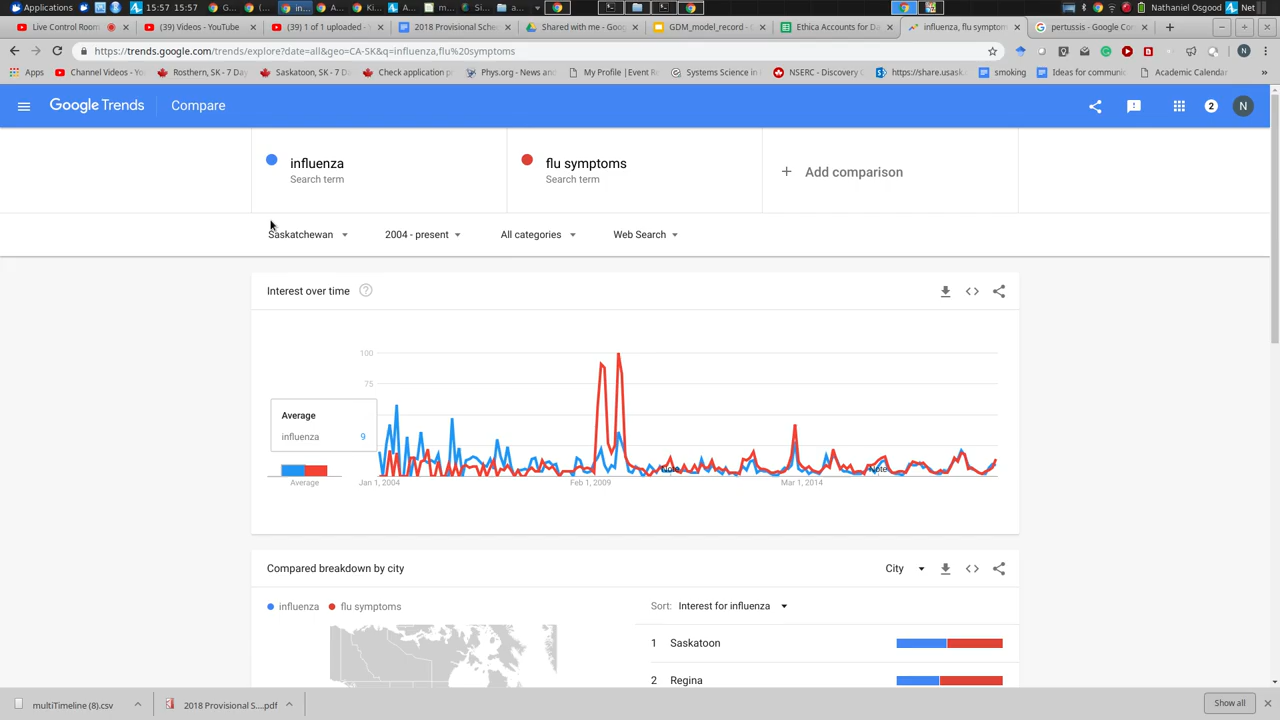 Applications 15:57 15:57 Nathaniel Osgood Net
Live Control Room (39) Videos - YouTube (39) 1 of 1 uploaded - V 2018 Provisional Sche Shared with me - Goog GDM_model_record - G Ethica Accounts for Da influenza, flu symptom pertussis - Google Con
https://trends.google.com/trends/explore?date=all&geo=CA-SK&q=influenza,flu%20symptoms
Apps Channel Videos - Yo Rosthern, SK - 7 Day Saskatoon, SK - 7 D Check application p Phys.org - News an My Profile |Event R Systems Science in NSERC - Discovery G https://share.usask. smoking Ideas for communic Academic Calendar »
Google Trends Compare 2 N
influenza
Search term
flu symptoms
Search term
+ Add comparison
Saskatchewan 2004 - present All categories Web Search
Interest over time
100
75
Average
influenza 9
Note Note
Average Jan 1, 2004 Feb 1, 2009 Mar 1, 2014
Compared breakdown by city City
influenza flu symptoms Sort: Interest for influenza
1 Saskatoon
2 Regina
multiTimeline (8).csv 2018 Provisional S....pdf Show all